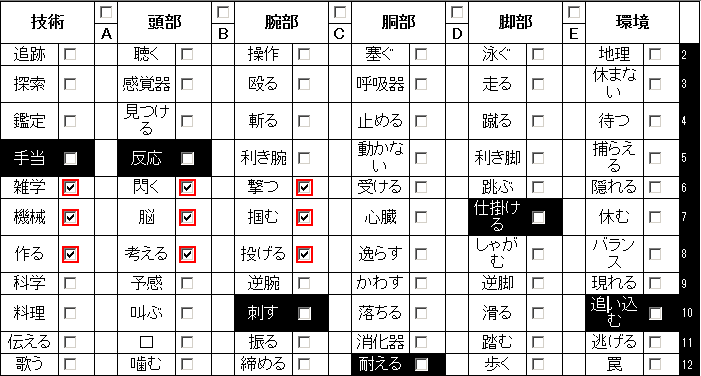 技術 A 頭部 B 腕部 C 胴部 D 脚部 E 環境
追跡 聴く 操作 塞ぐ 泳ぐ 地理 2
探索 感覚器 殴る 呼吸器 走る 休まない 3
鑑定 見つける 斬る 止める 蹴る 待つ 4
手当 反応 利き腕 動かない 利き脚 捕らえる 5
雑学 閃く 撃つ 受ける 跳ぶ 隠れる 6
機械 脳 掴む 心臓 仕掛ける 休む 7
作る 考える 投げる 逸らす しゃがむ バランス 8
科学 予感 逆腕 かわす 逆脚 現れる 9
料理 叫ぶ 刺す 落ちる 滑る 追い込む 10
伝える 口 振る 消化器 踏む 逃げる 11
歌う 噛む 締める 耐える 歩く 罠 12